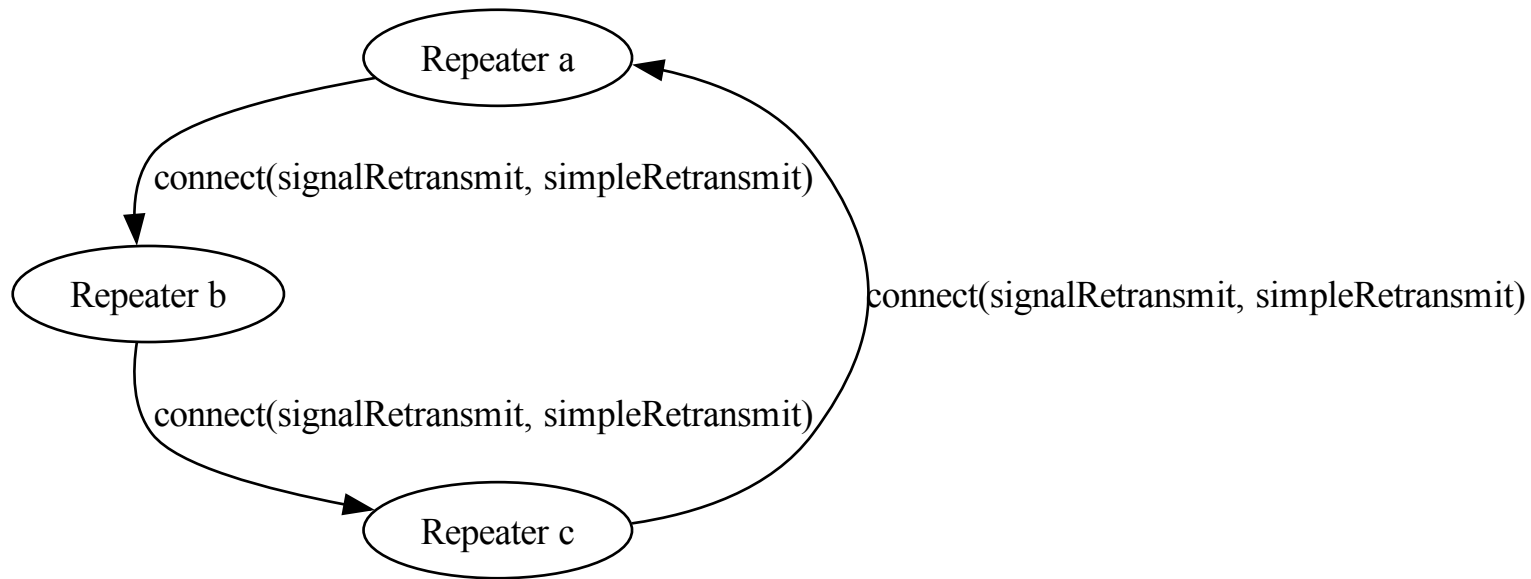 Repeater a
connect(signalRetransmit, simpleRetransmit)
Repeater b
connect(signalRetransmit, simpleRetransmit)
connect(signalRetransmit, simpleRetransmit)
Repeater c